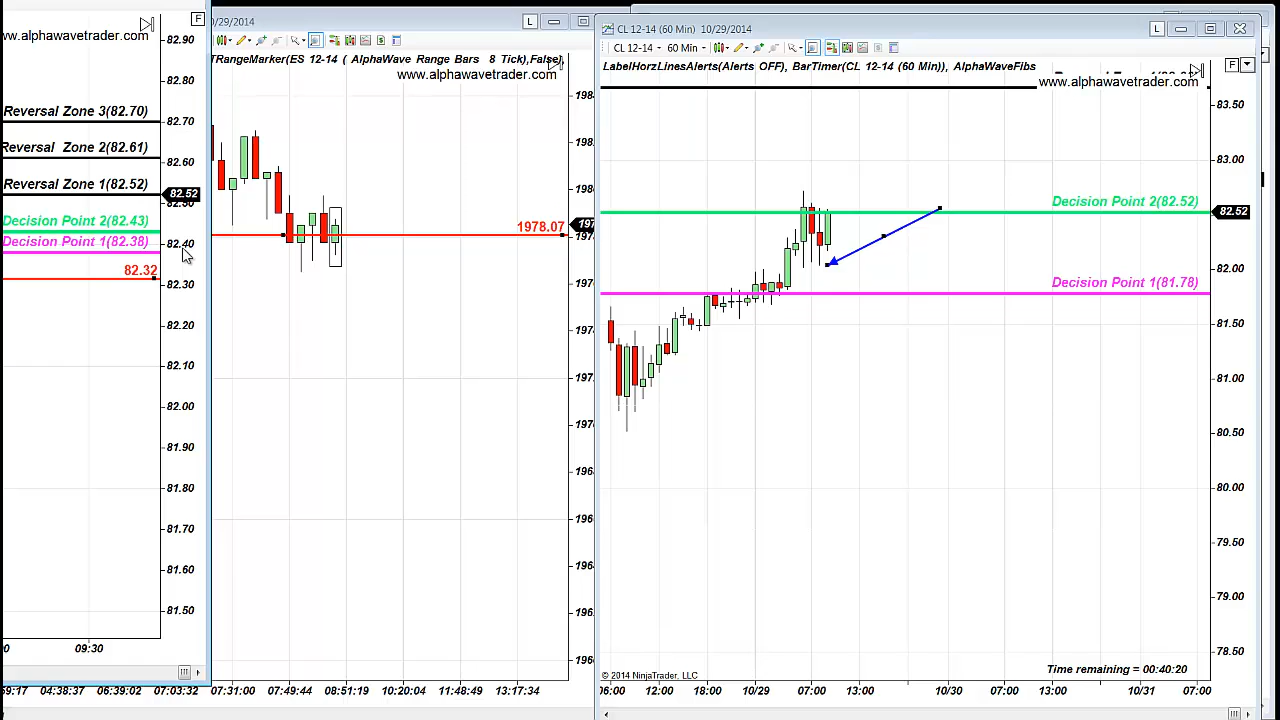 F
ww.alphawavetrader.com
82.90
82.80
Reversal Zone 3(82.70)
82.70
Reversal Zone 2(82.61)
82.60
Reversal Zone 1(82.52)
82.52
82.50
Decision Point 2(82.43)
82.40
Decision Point 1(82.38)
82.32
82.30
82.20
82.10
82.00
81.90
81.80
81.70
81.60
81.50
09:30
59:17
04:38:37
06:39:02
07:03:32
0/29/2014
L
TRangeMarker(ES 12-14 ( AlphaWave Range Bars 8 Tick),False),
www.alphawavetrader.com
1978.07
07:31:00
07:49:44
08:51:19
10:20:04
11:48:49
13:17:34
CL 12-14 (60 Min) 10/29/2014
L
CL 12-14
60 Min
LabelHorzLinesAlerts(Alerts OFF), BarTimer(CL 12-14 (60 Min)), AlphaWaveFibs
F
www.alphawavetrader.com
83.50
83.00
Decision Point 2(82.52)
82.52
82.00
Decision Point 1(81.78)
81.50
81.00
80.50
80.00
79.50
79.00
78.50
Time remaining = 00:40:20
© 2014 NinjaTrader, LLC
12:00
18:00
10/29
07:00
13:00
10/30
07:00
13:00
10/31
07:00